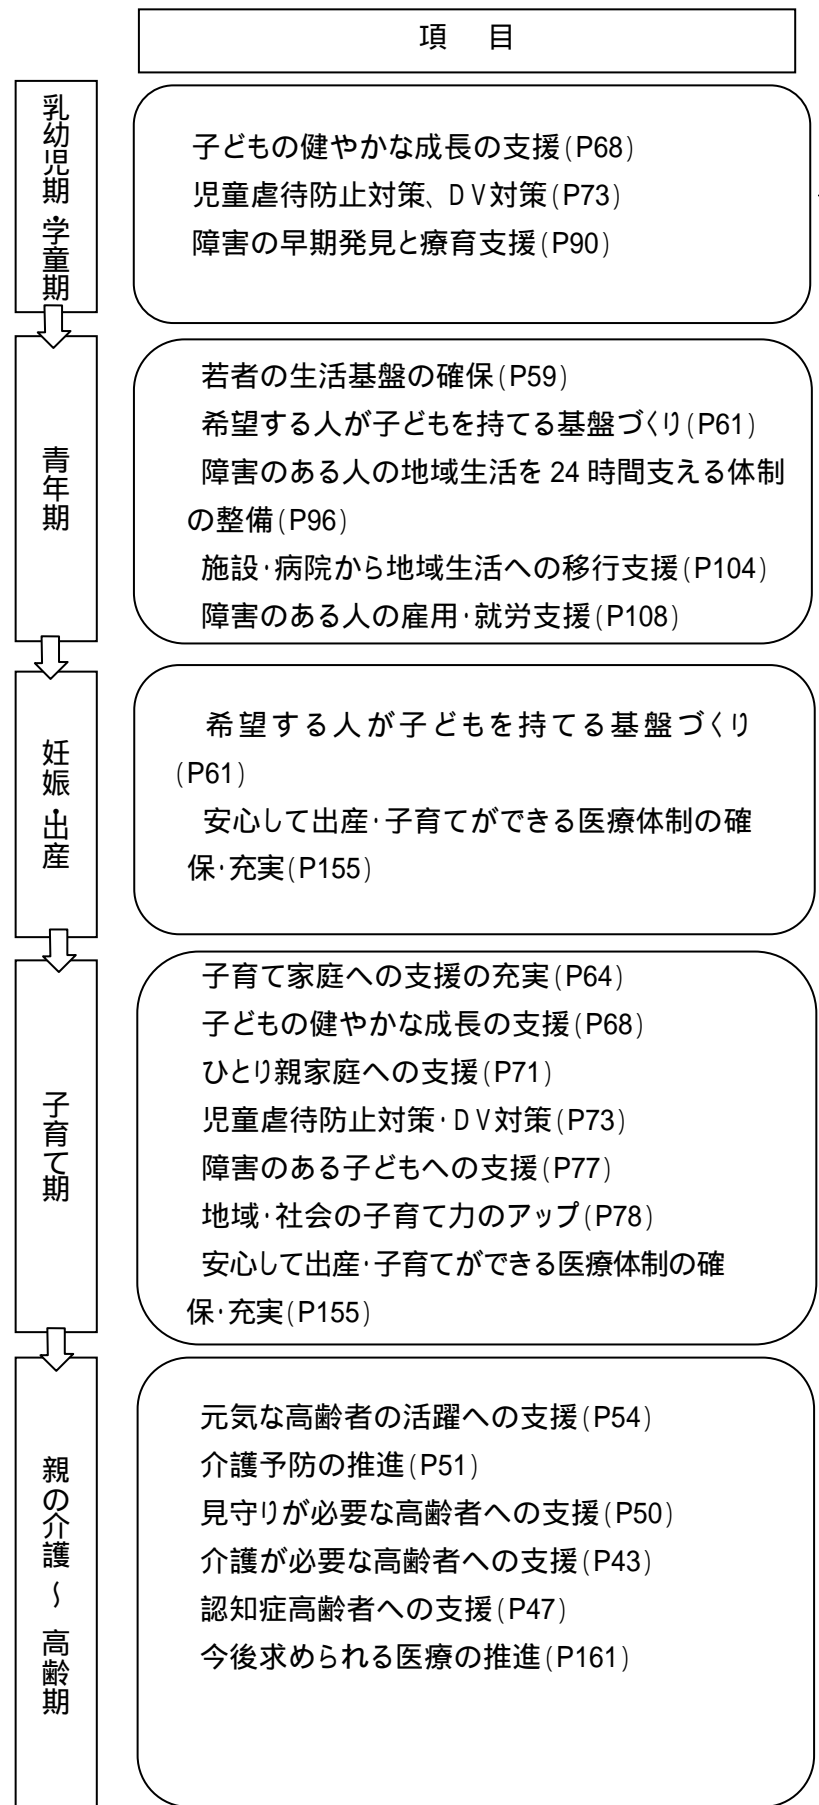 項　目
乳幼児期・学童期
子どもの健やかな成長の支援(P68)
児童虐待防止対策、DV対策(P73)
障害の早期発見と療育支援(P90)
青年期
若者の生活基盤の確保(P59)
希望する人が子どもを持てる基盤づくり(P61)
障害のある人の地域生活を24時間支える体制
の整備(P96)
施設・病院から地域生活への移行支援(P104)
障害のある人の雇用・就労支援(P108)
妊娠・出産
希望する人が子どもを持てる基盤づくり
(P61)
安心して出産・子育てができる医療体制の確
保・充実(P155)
子育て期
子育て家庭への支援の充実(P64)
子どもの健やかな成長の支援(P68)
ひとり親家庭への支援(P71)
児童虐待防止対策・DV対策(P73)
障害のある子どもへの支援(P77)
地域・社会の子育て力のアップ(P78)
安心して出産・子育てができる医療体制の確
保・充実(P155)
親の介護～高齢期
元気な高齢者の活躍への支援(P54)
介護予防の推進(P51)
見守りが必要な高齢者への支援(P50)
介護が必要な高齢者への支援(P43)
認知症高齢者への支援(P47)
今後求められる医療の推進(P161)